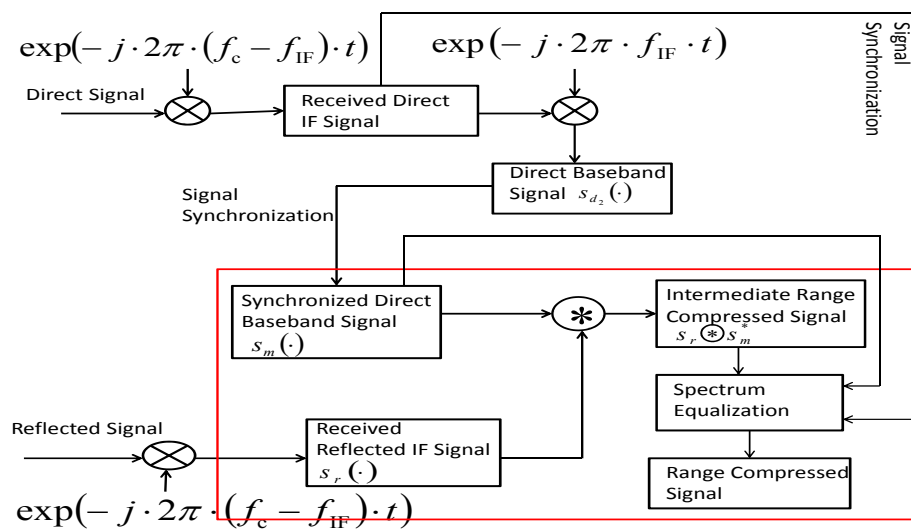 exp(− j · 2π · (f_c − f_IF) · t)
exp(− j · 2π · f_IF · t)
Signal
Synchronization
Direct Signal
Received Direct
IF Signal
Direct Baseband
Signal s_{d_2}(·)
Signal
Synchronization
Synchronized Direct
Baseband Signal
s_m(·)
*
Intermediate Range
Compressed Signal
s_r ⊛ s_m^*
Spectrum
Equalization
Reflected Signal
Received
Reflected IF Signal
s_r(·)
Range Compressed
Signal
exp(− j · 2π · (f_c − f_IF) · t)